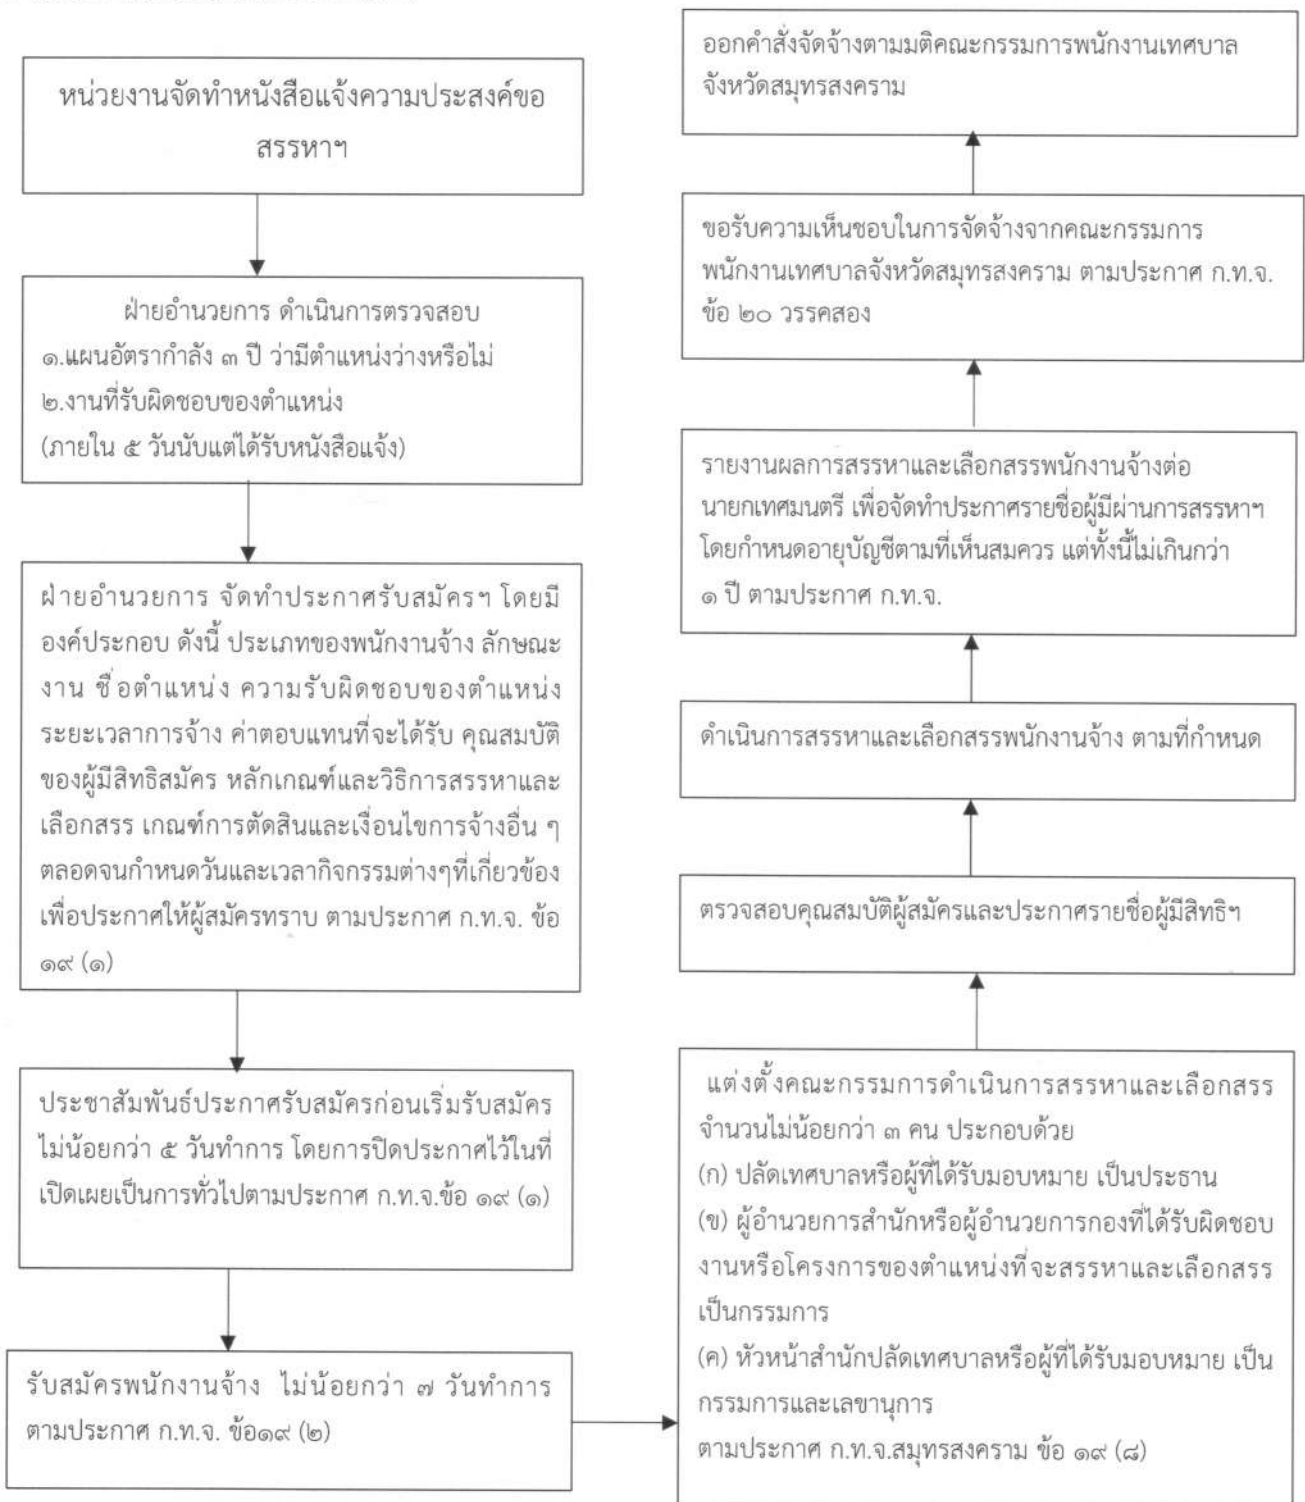 หน่วยงานจัดทำหนังสือแจ้งความประสงค์ขอ
สรรหาฯ
ฝ่ายอำนวยการ ดำเนินการตรวจสอบ
๑.แผนอัตรากำลัง ๓ ปี ว่ามีตำแหน่งว่างหรือไม่
๒.งานที่รับผิดชอบของตำแหน่ง
(ภายใน ๕ วันนับแต่ได้รับหนังสือแจ้ง)
ฝ่ายอำนวยการ จัดทำประกาศรับสมัครฯ โดยมี
องค์ประกอบ ดังนี้ ประเภทของพนักงานจ้าง ลักษณะ
งาน ชื่อตำแหน่ง ความรับผิดชอบของตำแหน่ง
ระยะเวลาการจ้าง ค่าตอบแทนที่จะได้รับ คุณสมบัติ
ของผู้มีสิทธิสมัคร หลักเกณฑ์และวิธีการสรรหาและ
เลือกสรร เกณฑ์การตัดสินและเงื่อนไขการจ้างอื่น ๆ
ตลอดจนกำหนดวันและเวลากิจกรรมต่างๆที่เกี่ยวข้อง
เพื่อประกาศให้ผู้สมัครทราบ ตามประกาศ ก.ท.จ. ข้อ
๑๙ (๑)
ประชาสัมพันธ์ประกาศรับสมัครก่อนเริ่มรับสมัคร
ไม่น้อยกว่า ๕ วันทำการ โดยการปิดประกาศไว้ในที่
เปิดเผยเป็นการทั่วไปตามประกาศ ก.ท.จ.ข้อ ๑๙ (๑)
รับสมัครพนักงานจ้าง ไม่น้อยกว่า ๗ วันทำการ
ตามประกาศ ก.ท.จ. ข้อ๑๙ (๒)
แต่งตั้งคณะกรรมการดำเนินการสรรหาและเลือกสรร
จำนวนไม่น้อยกว่า ๓ คน ประกอบด้วย
(ก) ปลัดเทศบาลหรือผู้ที่ได้รับมอบหมาย เป็นประธาน
(ข) ผู้อำนวยการสำนักหรือผู้อำนวยการกองที่ได้รับผิดชอบ
งานหรือโครงการของตำแหน่งที่จะสรรหาและเลือกสรร
เป็นกรรมการ
(ค) หัวหน้าสำนักปลัดเทศบาลหรือผู้ที่ได้รับมอบหมาย เป็น
กรรมการและเลขานุการ
ตามประกาศ ก.ท.จ.สมุทรสงคราม ข้อ ๑๙ (๘)
ตรวจสอบคุณสมบัติผู้สมัครและประกาศรายชื่อผู้มีสิทธิฯ
ดำเนินการสรรหาและเลือกสรรพนักงานจ้าง ตามที่กำหนด
รายงานผลการสรรหาและเลือกสรรพนักงานจ้างต่อ
นายกเทศมนตรี เพื่อจัดทำประกาศรายชื่อผู้มีผ่านการสรรหาฯ
โดยกำหนดอายุบัญชีตามที่เห็นสมควร แต่ทั้งนี้ไม่เกินกว่า
๑ ปี ตามประกาศ ก.ท.จ.
ขอรับความเห็นชอบในการจัดจ้างจากคณะกรรมการ
พนักงานเทศบาลจังหวัดสมุทรสงคราม ตามประกาศ ก.ท.จ.
ข้อ ๒๐ วรรคสอง
ออกคำสั่งจัดจ้างตามมติคณะกรรมการพนักงานเทศบาล
จังหวัดสมุทรสงคราม